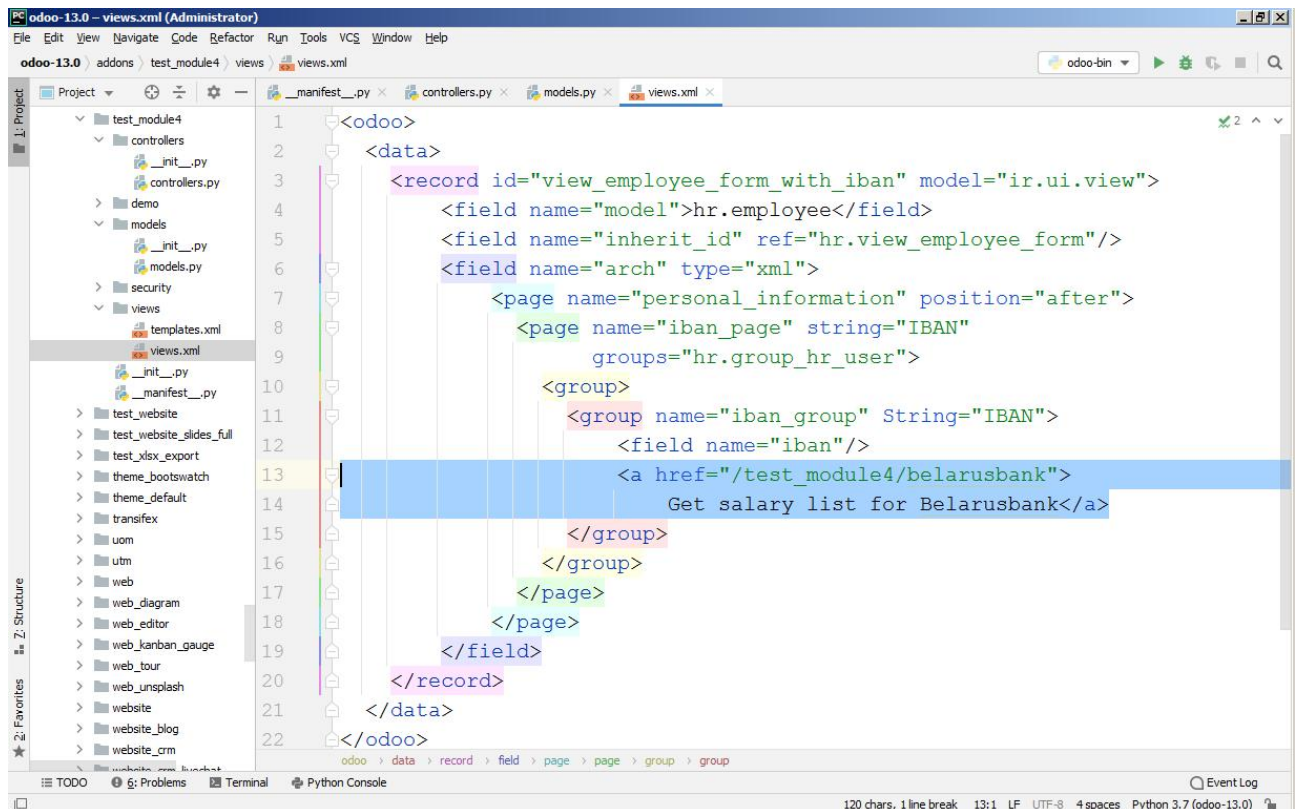 odoo-13.0 – views.xml (Administrator)
File Edit View Navigate Code Refactor Run Tools VCS Window Help
odoo-13.0 addons test_module4 views views.xml
odoo-bin
1: Project
Project
__manifest__.py controllers.py models.py views.xml
test_module4
controllers
__init__.py
controllers.py
demo
models
__init__.py
models.py
security
views
templates.xml
views.xml
__init__.py
__manifest__.py
test_website
test_website_slides_full
test_xlsx_export
theme_bootswatch
theme_default
transifex
uom
utm
web
web_diagram
web_editor
web_kanban_gauge
web_tour
web_unsplash
website
website_blog
website_crm
website_crm_livechat
Z: Structure
2: Favorites
2
1 <odoo>
2 <data>
3 <record id="view_employee_form_with_iban" model="ir.ui.view">
4 <field name="model">hr.employee</field>
5 <field name="inherit_id" ref="hr.view_employee_form"/>
6 <field name="arch" type="xml">
7 <page name="personal_information" position="after">
8 <page name="iban_page" string="IBAN"
9 groups="hr.group_hr_user">
10 <group>
11 <group name="iban_group" String="IBAN">
12 <field name="iban"/>
13 <a href="/test_module4/belarusbank">
14 Get salary list for Belarusbank</a>
15 </group>
16 </group>
17 </page>
18 </page>
19 </field>
20 </record>
21 </data>
22 </odoo>
odoo data record field page page group group
TODO 6: Problems Terminal Python Console Event Log
120 chars, 1 line break 13:1 LF UTF-8 4 spaces Python 3.7 (odoo-13.0)